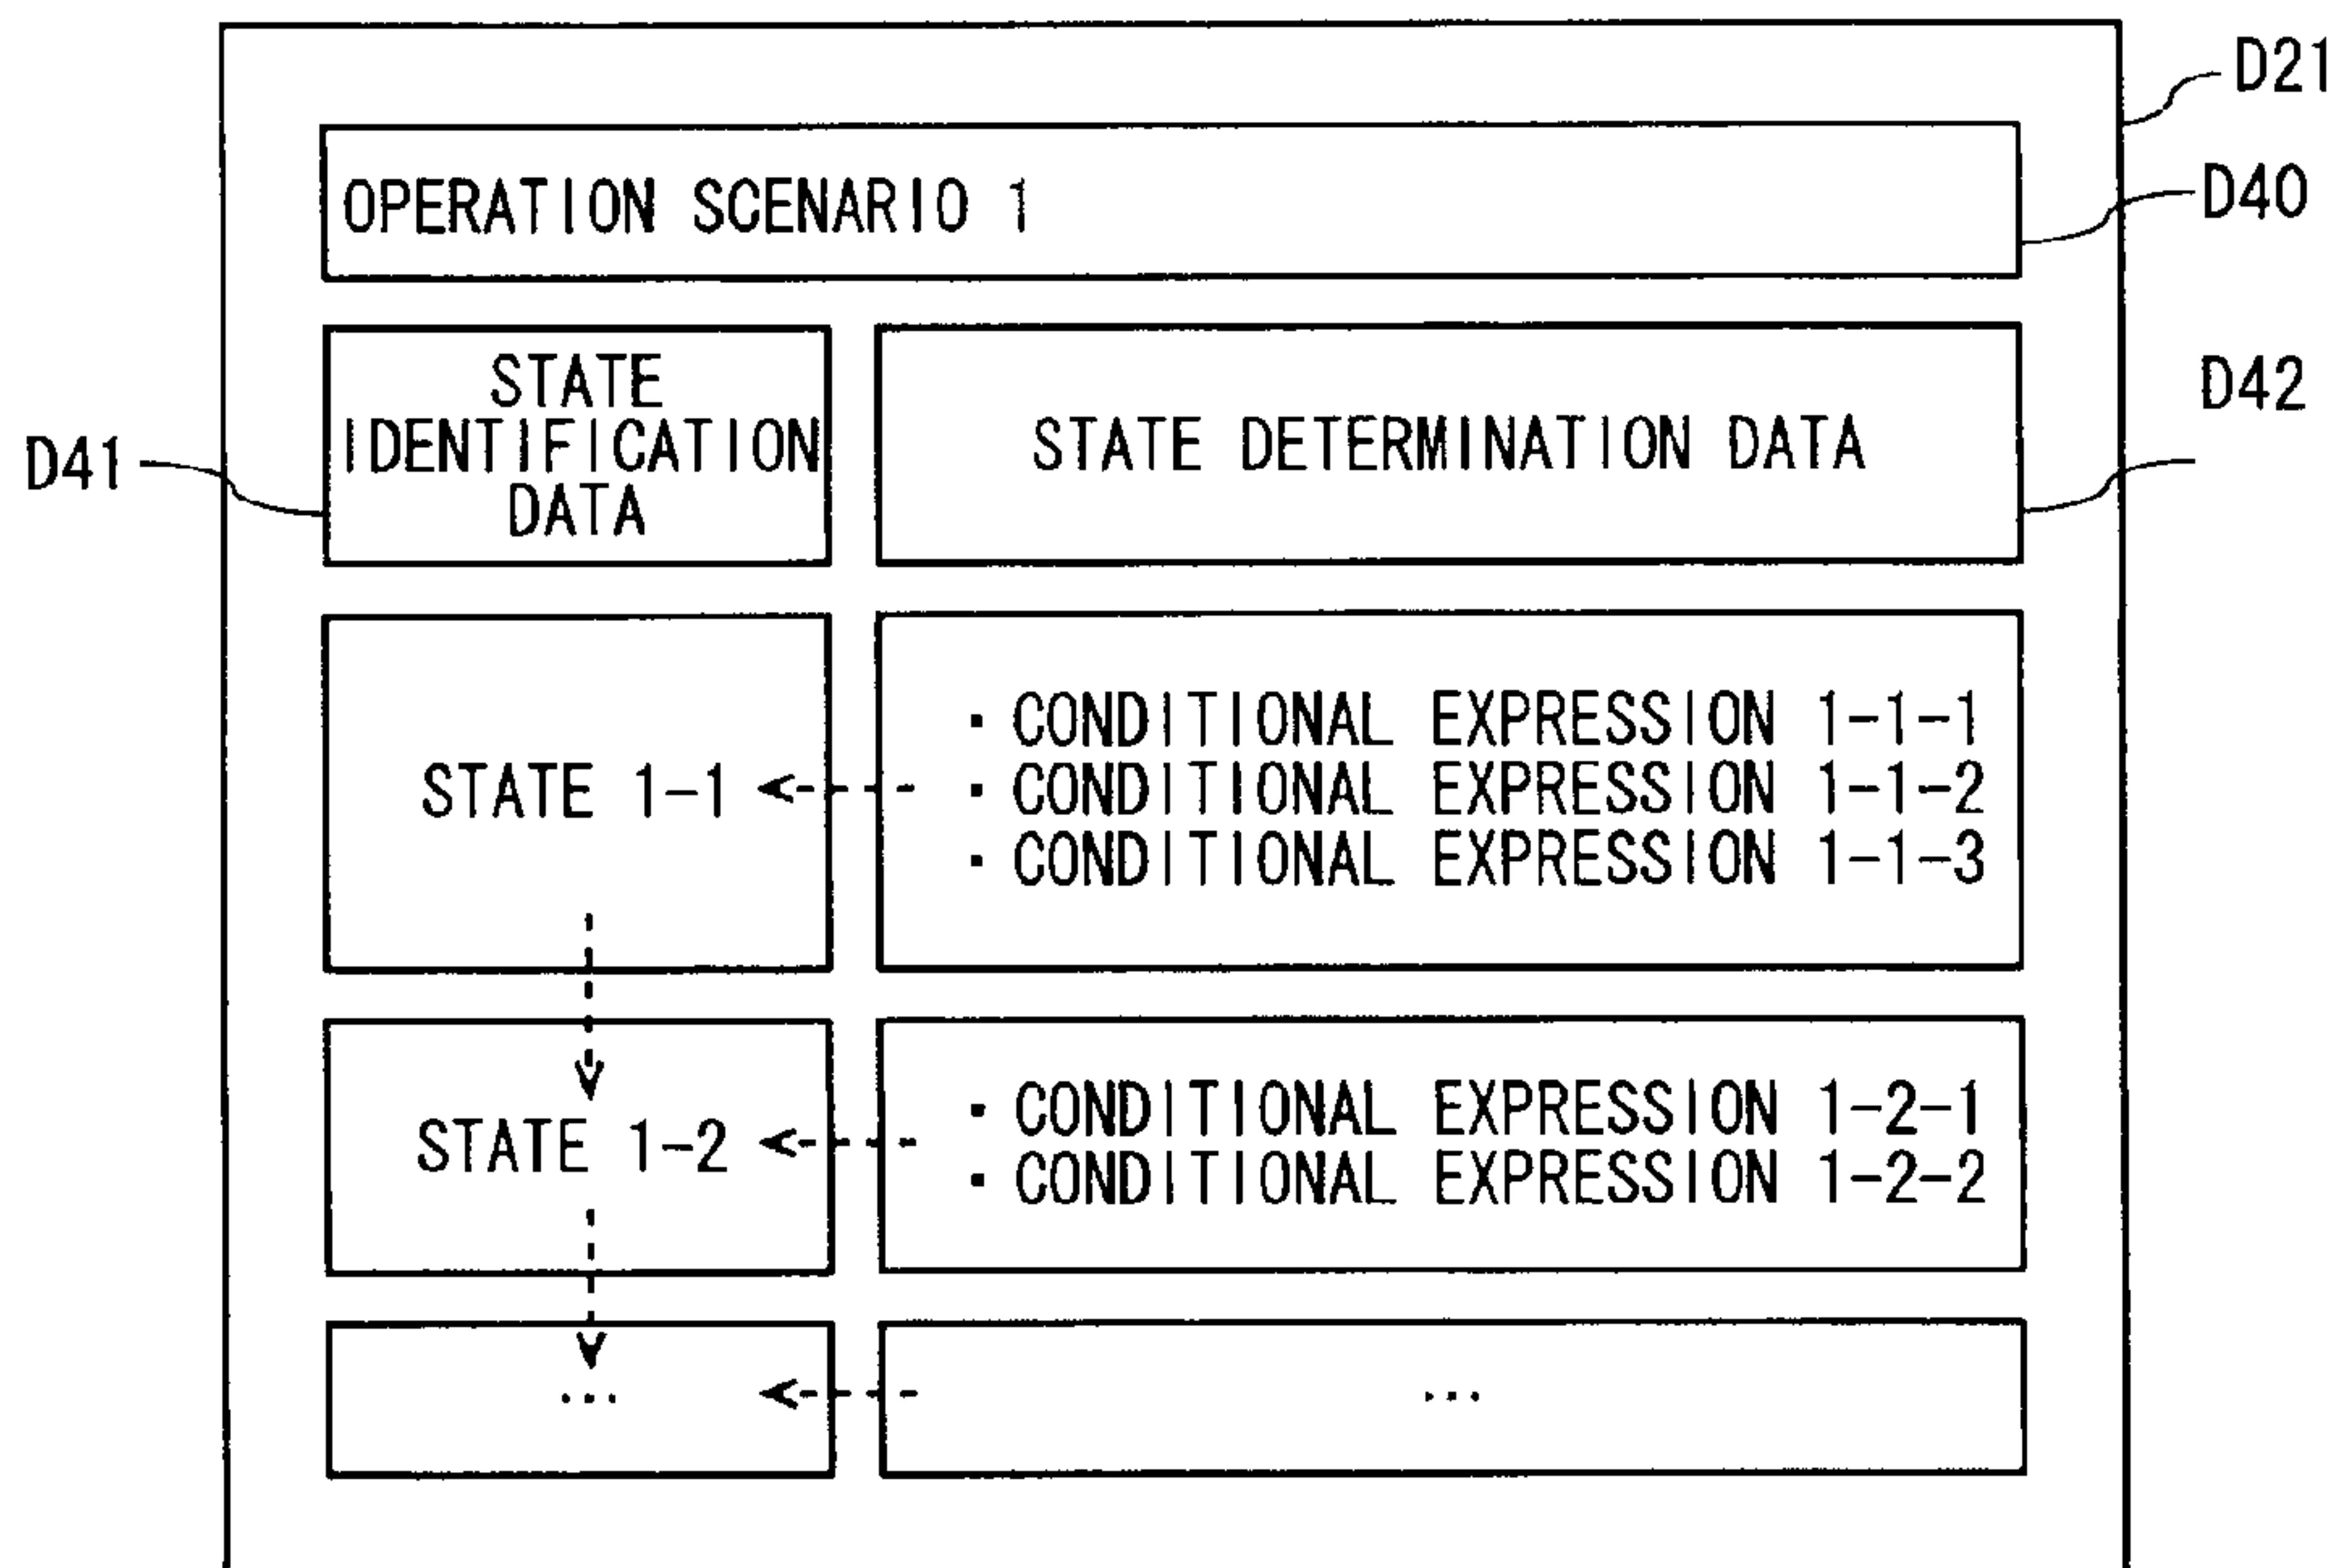 D21
OPERATION SCENARIO 1
D40
STATE
IDENTIFICATION
DATA
D41
STATE DETERMINATION DATA
D42
STATE 1-1
・CONDITIONAL EXPRESSION 1-1-1
・CONDITIONAL EXPRESSION 1-1-2
・CONDITIONAL EXPRESSION 1-1-3
STATE 1-2
・CONDITIONAL EXPRESSION 1-2-1
・CONDITIONAL EXPRESSION 1-2-2
...
...